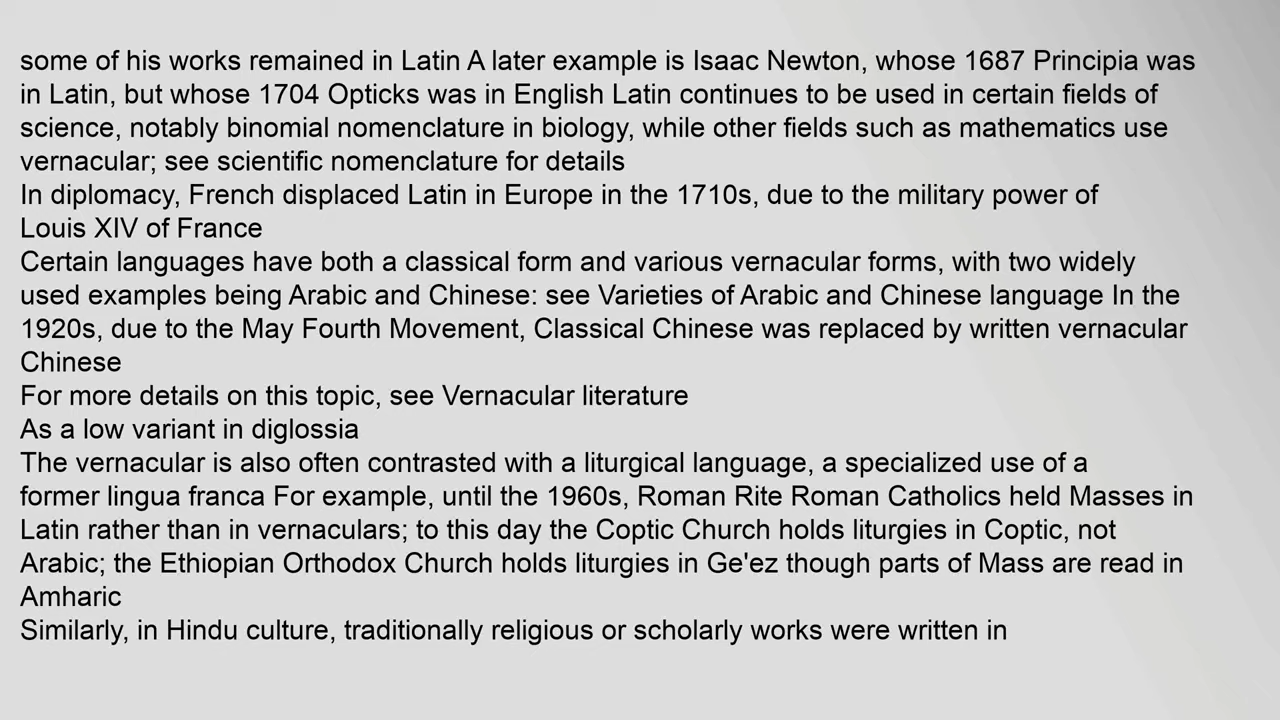 some of his works remained in Latin A later example is Isaac Newton, whose 1687 Principia was
in Latin, but whose 1704 Opticks was in English Latin continues to be used in certain fields of
science, notably binomial nomenclature in biology, while other fields such as mathematics use
vernacular; see scientific nomenclature for details
In diplomacy, French displaced Latin in Europe in the 1710s, due to the military power of
Louis XIV of France
Certain languages have both a classical form and various vernacular forms, with two widely
used examples being Arabic and Chinese: see Varieties of Arabic and Chinese language In the
1920s, due to the May Fourth Movement, Classical Chinese was replaced by written vernacular
Chinese
For more details on this topic, see Vernacular literature
As a low variant in diglossia
The vernacular is also often contrasted with a liturgical language, a specialized use of a
former lingua franca For example, until the 1960s, Roman Rite Roman Catholics held Masses in
Latin rather than in vernaculars; to this day the Coptic Church holds liturgies in Coptic, not
Arabic; the Ethiopian Orthodox Church holds liturgies in Ge'ez though parts of Mass are read in
Amharic
Similarly, in Hindu culture, traditionally religious or scholarly works were written in